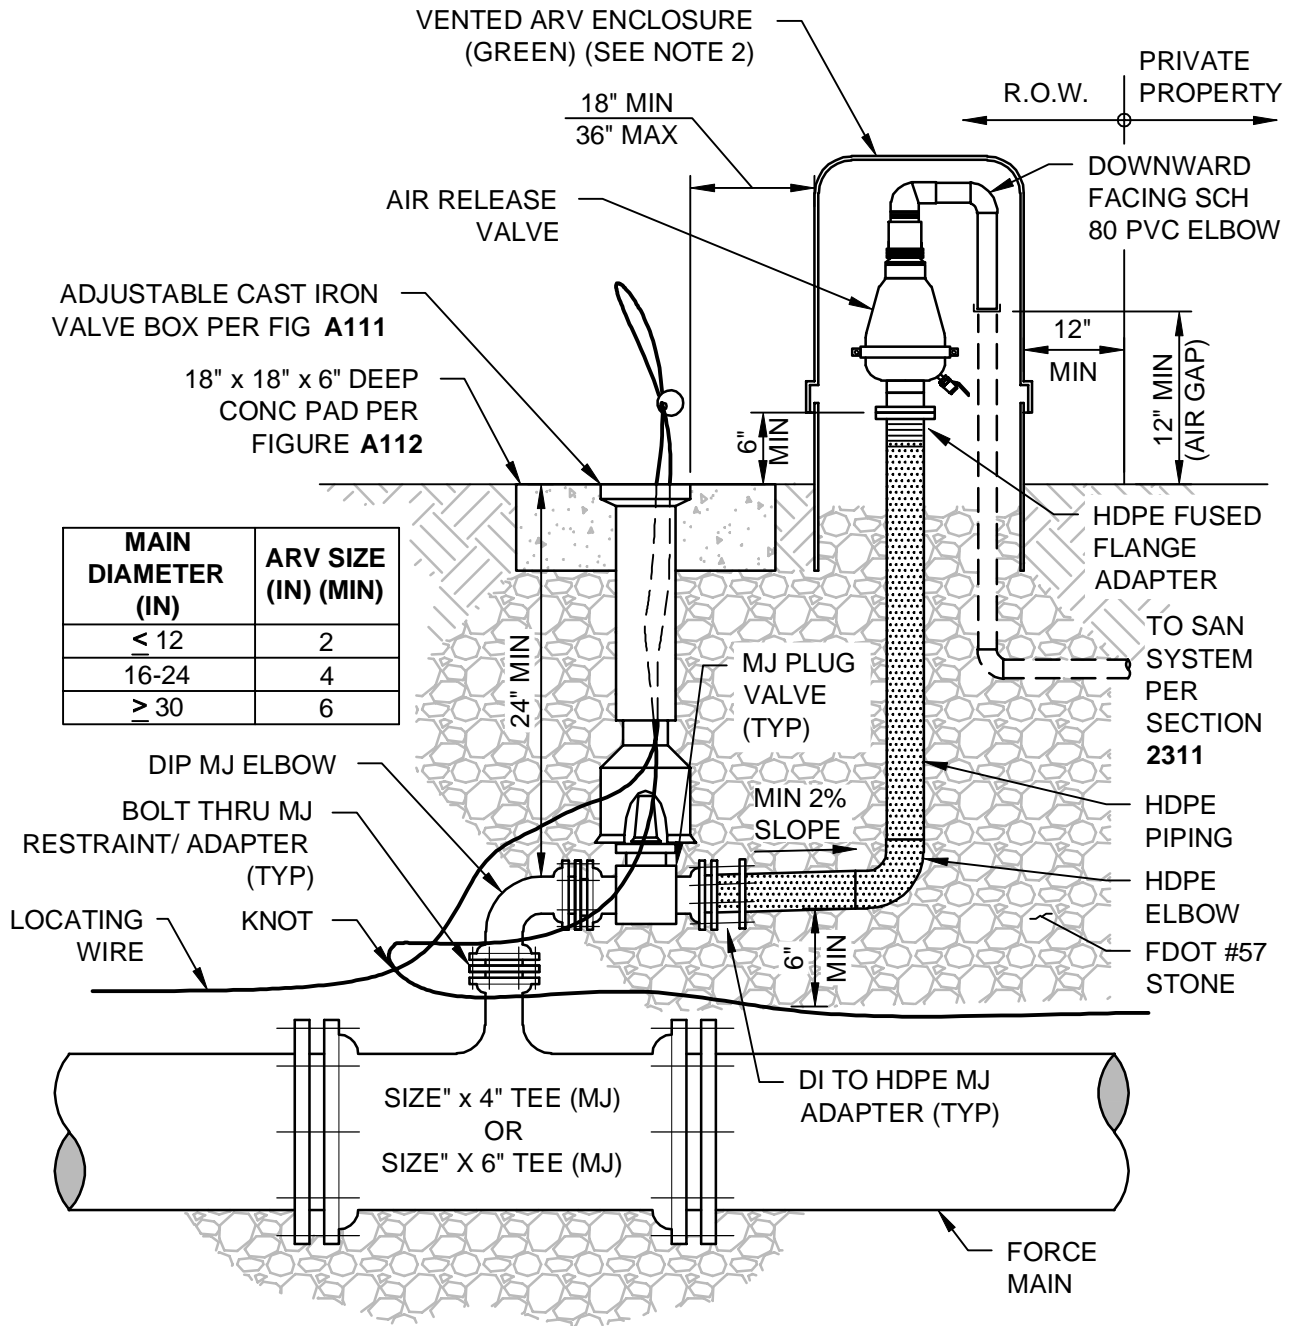 VENTED ARV ENCLOSURE
(GREEN) (SEE NOTE 2)
PRIVATE
PROPERTY
R.O.W.
18" MIN
36" MAX
DOWNWARD
FACING SCH
80 PVC ELBOW
AIR RELEASE
VALVE
ADJUSTABLE CAST IRON
VALVE BOX PER FIG A111
12"
MIN
12" MIN
(AIR GAP)
18" x 18" x 6" DEEP
CONC PAD PER
FIGURE A112
6"
MIN
HDPE FUSED
FLANGE
ADAPTER
MAIN
DIAMETER
(IN)
ARV SIZE
(IN) (MIN)
≤ 12
2
16-24
4
≥ 30
6
24" MIN
MJ PLUG
VALVE
(TYP)
TO SAN
SYSTEM
PER
SECTION
2311
DIP MJ ELBOW
BOLT THRU MJ
RESTRAINT/ ADAPTER
(TYP)
MIN 2%
SLOPE
HDPE
PIPING
HDPE
ELBOW
LOCATING
WIRE
KNOT
6"
MIN
FDOT #57
STONE
DI TO HDPE MJ
ADAPTER (TYP)
SIZE" x 4" TEE (MJ)
OR
SIZE" X 6" TEE (MJ)
FORCE
MAIN